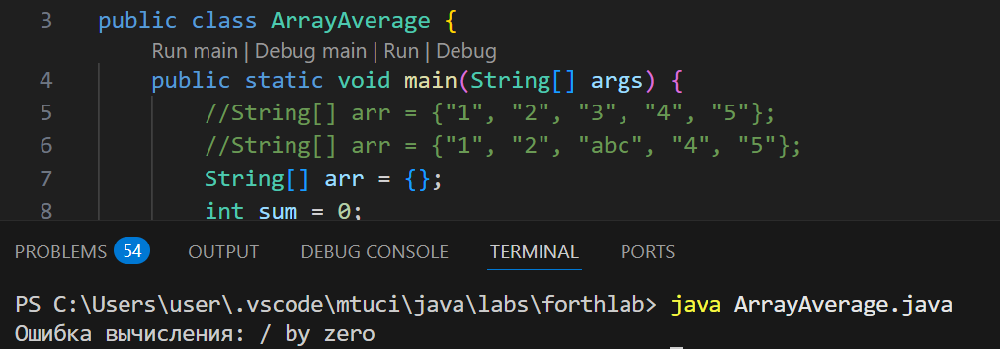 3 public class ArrayAverage {
Run main | Debug main | Run | Debug
4 public static void main(String[] args) {
5 //String[] arr = {"1", "2", "3", "4", "5"};
6 //String[] arr = {"1", "2", "abc", "4", "5"};
7 String[] arr = {};
8 int sum = 0;
PROBLEMS 54 OUTPUT DEBUG CONSOLE TERMINAL PORTS
PS C:\Users\user\.vscode\mtuci\java\labs\forthlab> java ArrayAverage.java
Ошибка вычисления: / by zero